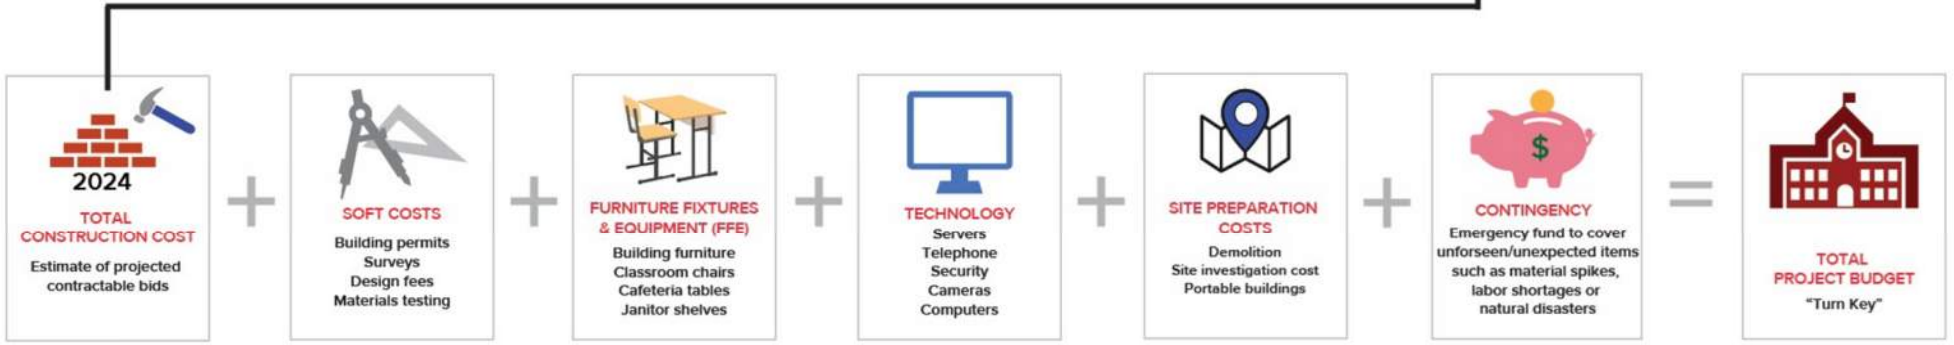 2024
TOTAL
CONSTRUCTION COST
Estimate of projected
contractable bids
+
SOFT COSTS
Building permits
Surveys
Design fees
Materials testing
+
FURNITURE FIXTURES
& EQUIPMENT (FFE)
Building furniture
Classroom chairs
Cafeteria tables
Janitor shelves
+
TECHNOLOGY
Servers
Telephone
Security
Cameras
Computers
+
SITE PREPARATION
COSTS
Demolition
Site investigation cost
Portable buildings
+
$
CONTINGENCY
Emergency fund to cover
unforseen/unexpected items
such as material spikes,
labor shortages or
natural disasters
=
TOTAL
PROJECT BUDGET
“Turn Key”